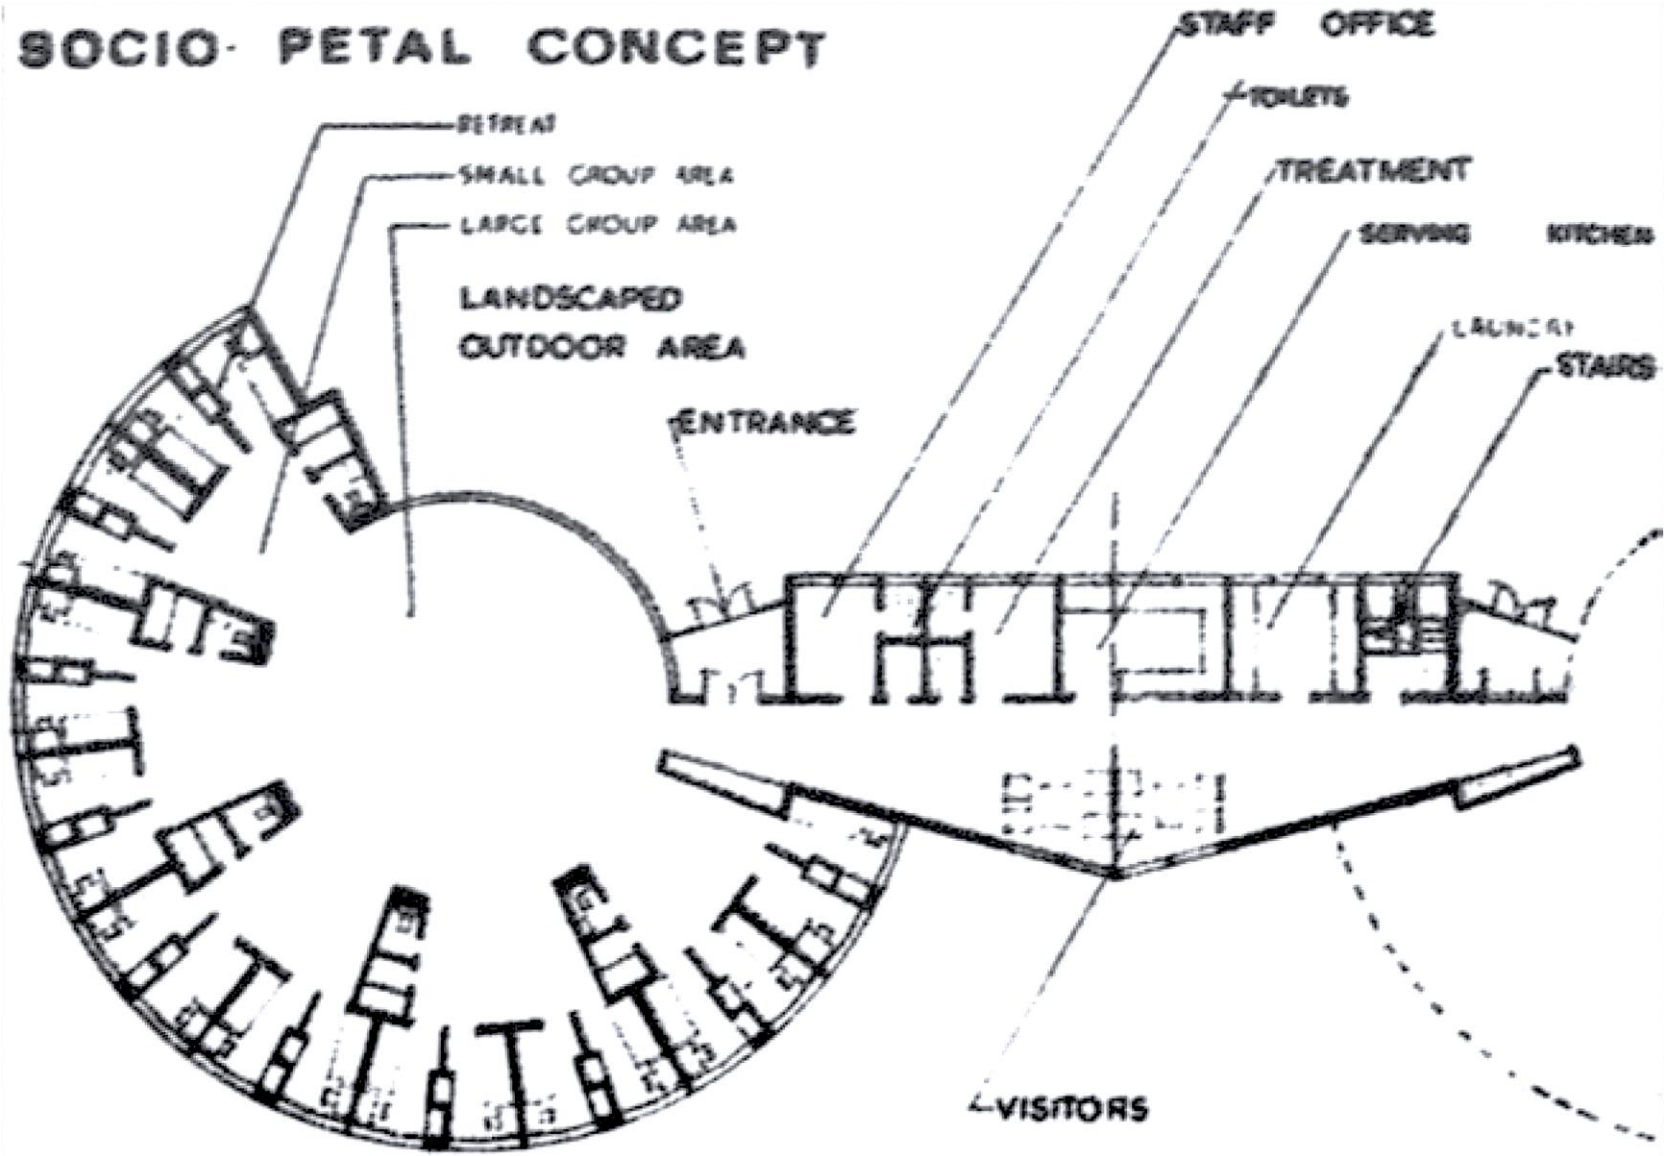 SOCIO- PETAL CONCEPT
STAFF OFFICE
TOILETS
RETREAT
TREATMENT
SMALL GROUP AREA
LARGE GROUP AREA
SERVING KITCHEN
LANDSCAPED
OUTDOOR AREA
LAUNDRY
STAIRS
ENTRANCE
VISITORS